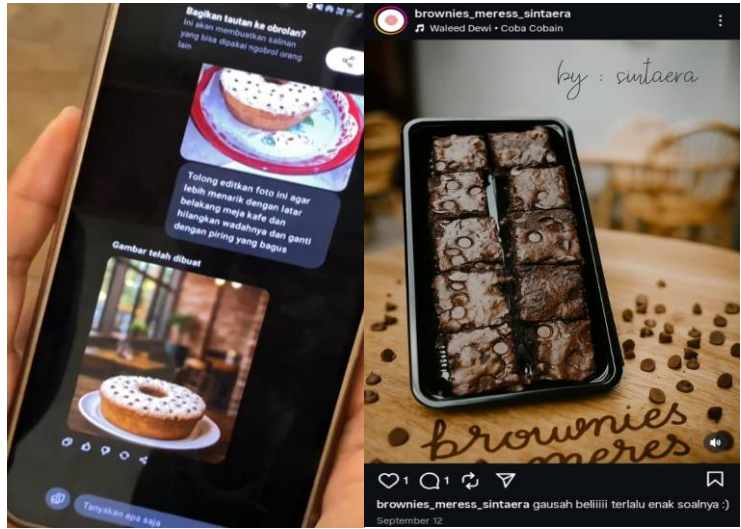 Bagikan tautan ke obrolan?
Ini akan membuatkan salinan
yang bisa dipakai ngobrol orang
lain
Tolong editkan foto ini agar
lebih menarik dengan latar
belakang meja kafe dan
hilangkan wadahnya dan ganti
dengan piring yang bagus
Gambar telah dibuat
Tanyakan apa saja
brownies_meress_sintaera
Waleed Dewi • Coba Cobain
by : sintaera
brownies
meres
1
1
brownies_meress_sintaera gausah beliiiii terlalu enak soalnya :)
September 12